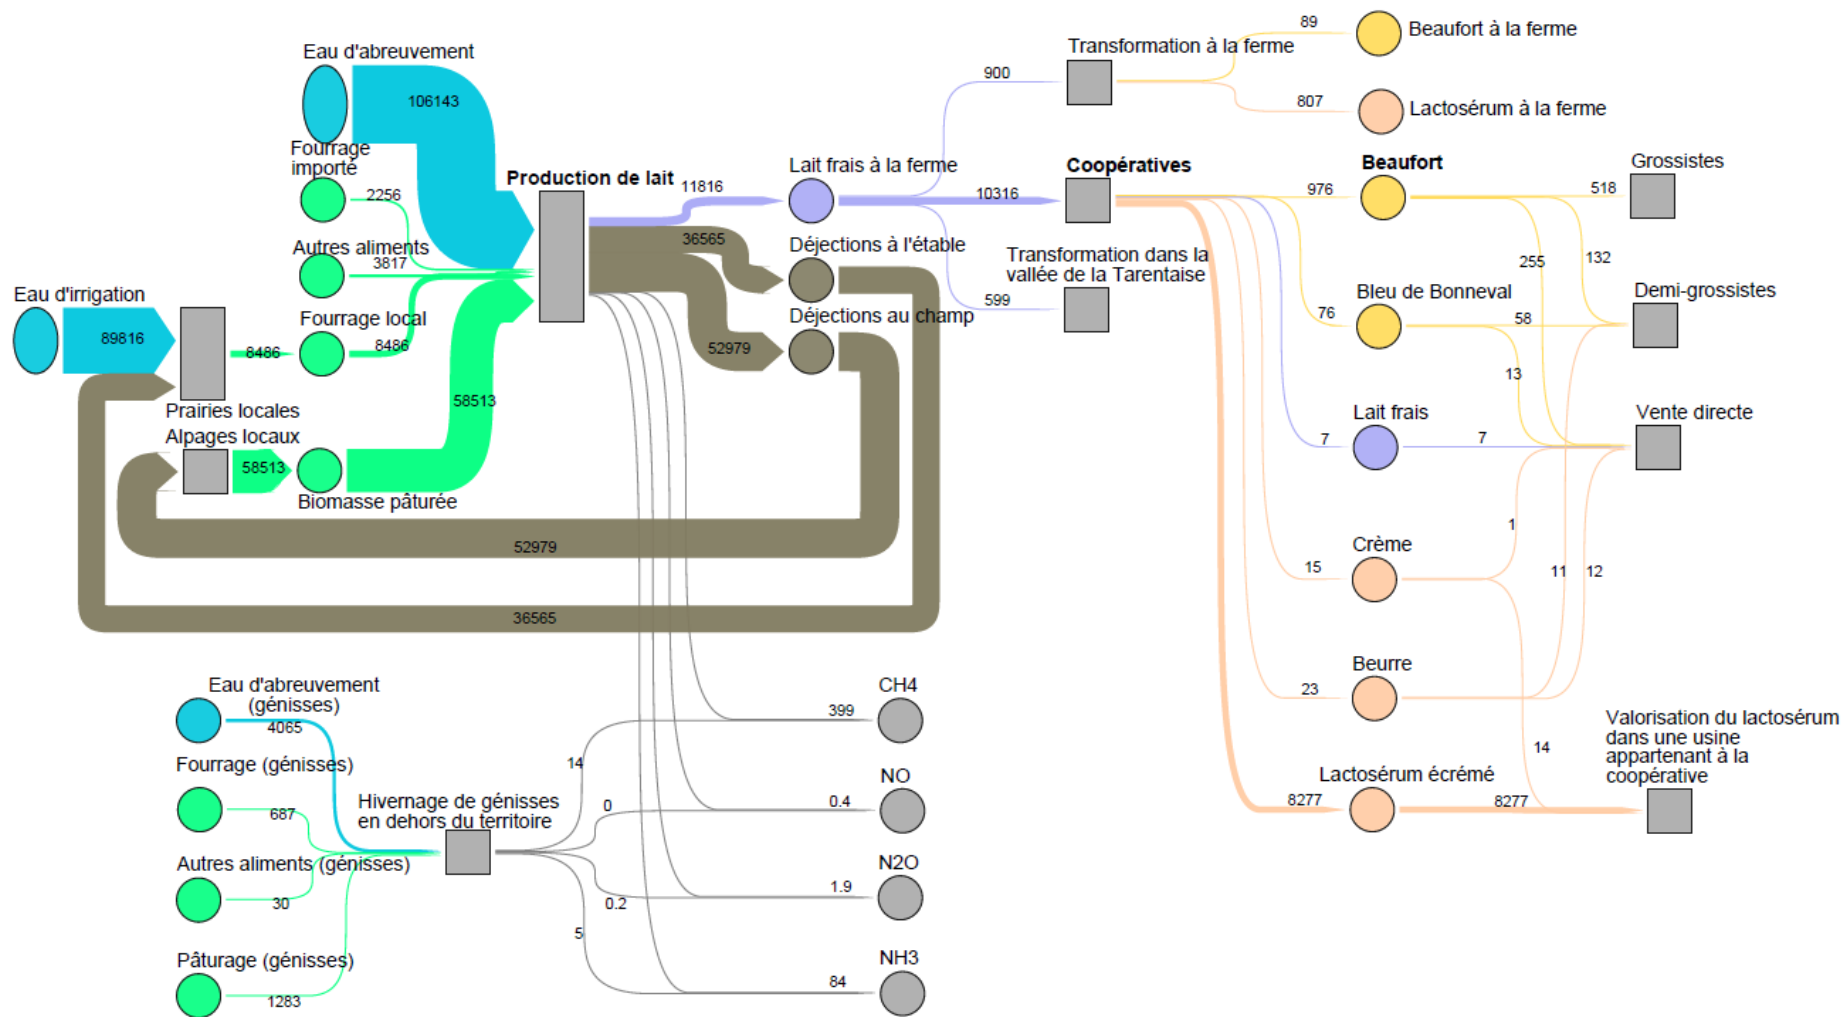 Eau d'abreuvement
106143
Fourrage
importé
2256
Autres aliments
3817
Eau d'irrigation
89816
Fourrage local
8486
8486
Prairies locales
Alpages locaux
58513
58513
Biomasse pâturée
Production de lait
11816
36565
52979
52979
36565
Lait frais à la ferme
Déjections à l'étable
Déjections au champ
900
10316
599
Transformation à la ferme
Coopératives
Transformation dans la
vallée de la Tarentaise
89
Beaufort à la ferme
807
Lactosérum à la ferme
976
Beaufort
518
Grossistes
255
132
76
Bleu de Bonneval
58
Demi-grossistes
13
7
Lait frais
7
Vente directe
15
Crème
1
11
12
23
Beurre
14
8277
Lactosérum écrémé
8277
Valorisation du lactosérum
dans une usine
appartenant à la
coopérative
Eau d'abreuvement
(génisses)
4065
Fourrage (génisses)
687
Autres aliments (génisses)
30
Pâturage (génisses)
1283
Hivernage de génisses
en dehors du territoire
14
0
0.2
5
CH4
399
NO
0.4
N2O
1.9
NH3
84